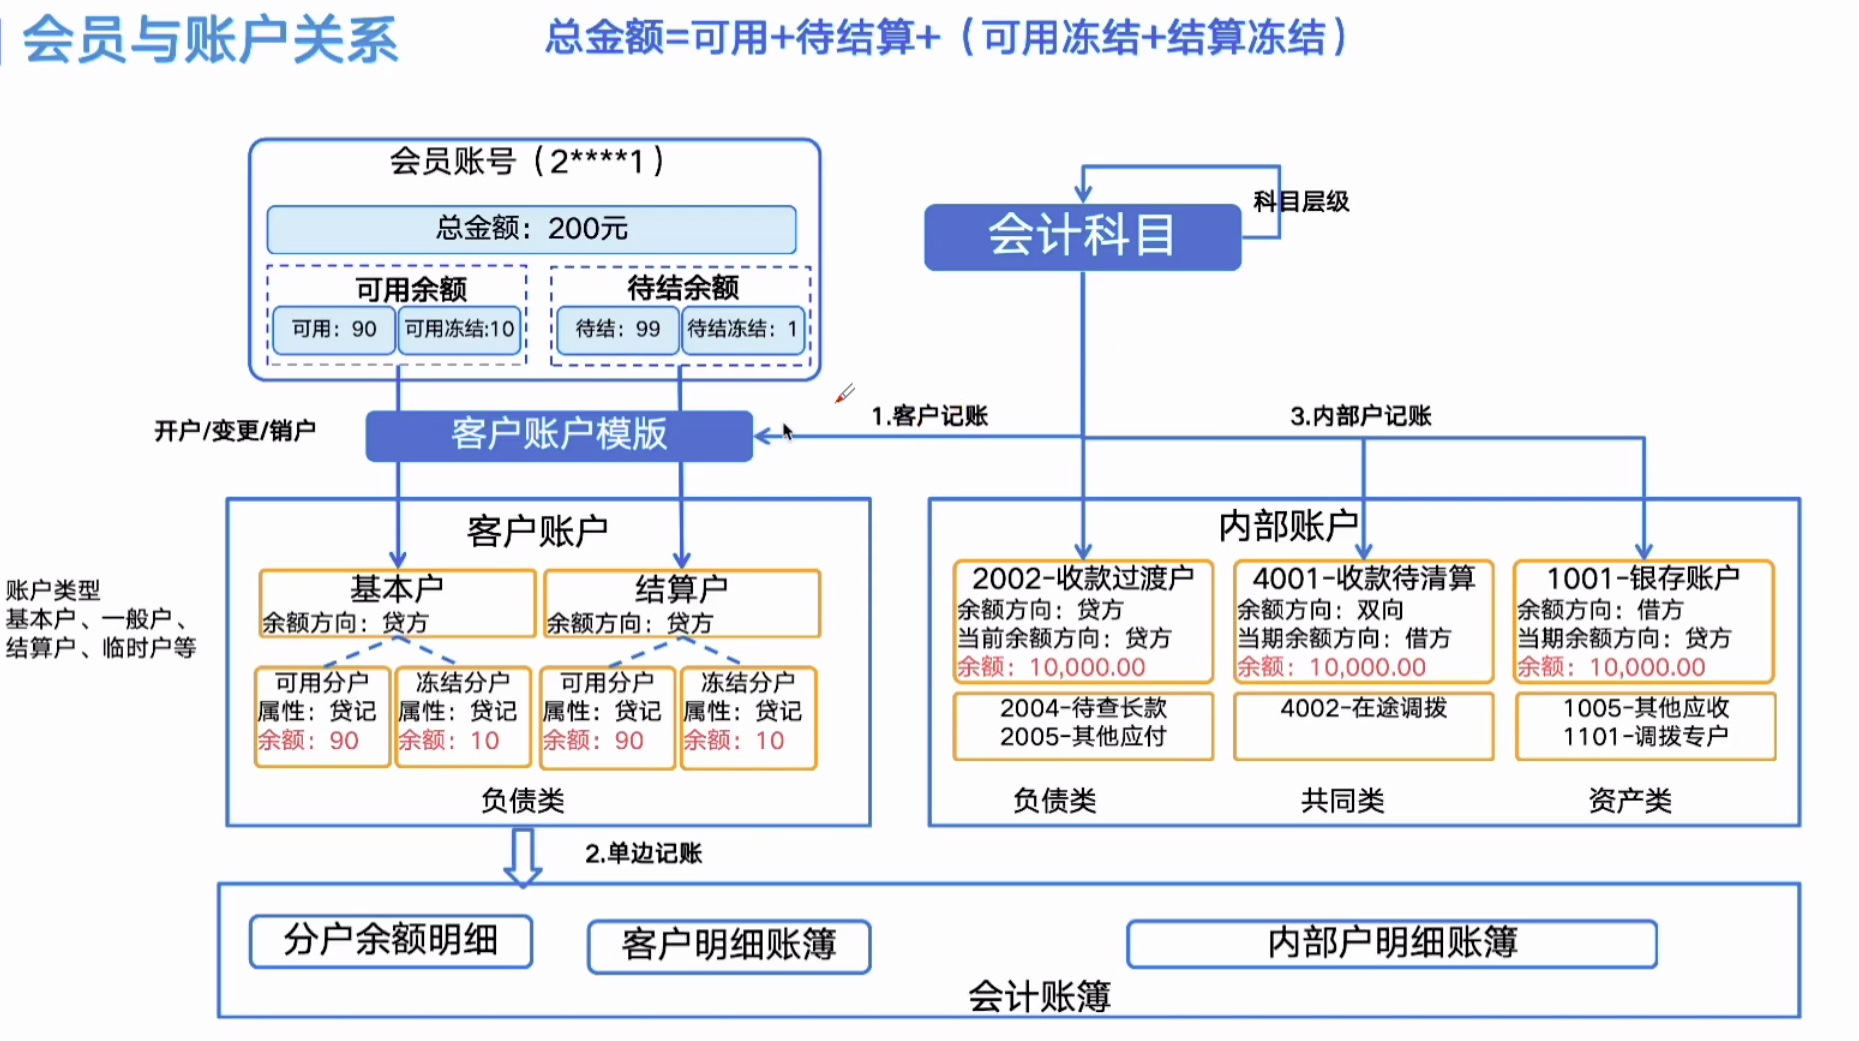 会员与账户关系
总金额=可用+待结算+（可用冻结+结算冻结）
会员账号（2****1）
总金额：200元
可用余额
可用：90
可用冻结:10
待结余额
待结：99
待结冻结：1
会计科目
科目层级
开户/变更/销户
客户账户模版
1.客户记账
3.内部户记账
账户类型
基本户、一般户、
结算户、临时户等
客户账户
基本户
余额方向：贷方
结算户
余额方向：贷方
可用分户
属性：贷记
余额：90
冻结分户
属性：贷记
余额：10
可用分户
属性：贷记
余额：90
冻结分户
属性：贷记
余额：10
负债类
内部账户
2002-收款过渡户
余额方向：贷方
当前余额方向：贷方
余额：10,000.00
4001-收款待清算
余额方向：双向
当期余额方向：借方
余额：10,000.00
1001-银存账户
余额方向：借方
当期余额方向：贷方
余额：10,000.00
2004-待查长款
2005-其他应付
4002-在途调拨
1005-其他应收
1101-调拨专户
负债类
共同类
资产类
2.单边记账
分户余额明细
客户明细账簿
内部户明细账簿
会计账簿